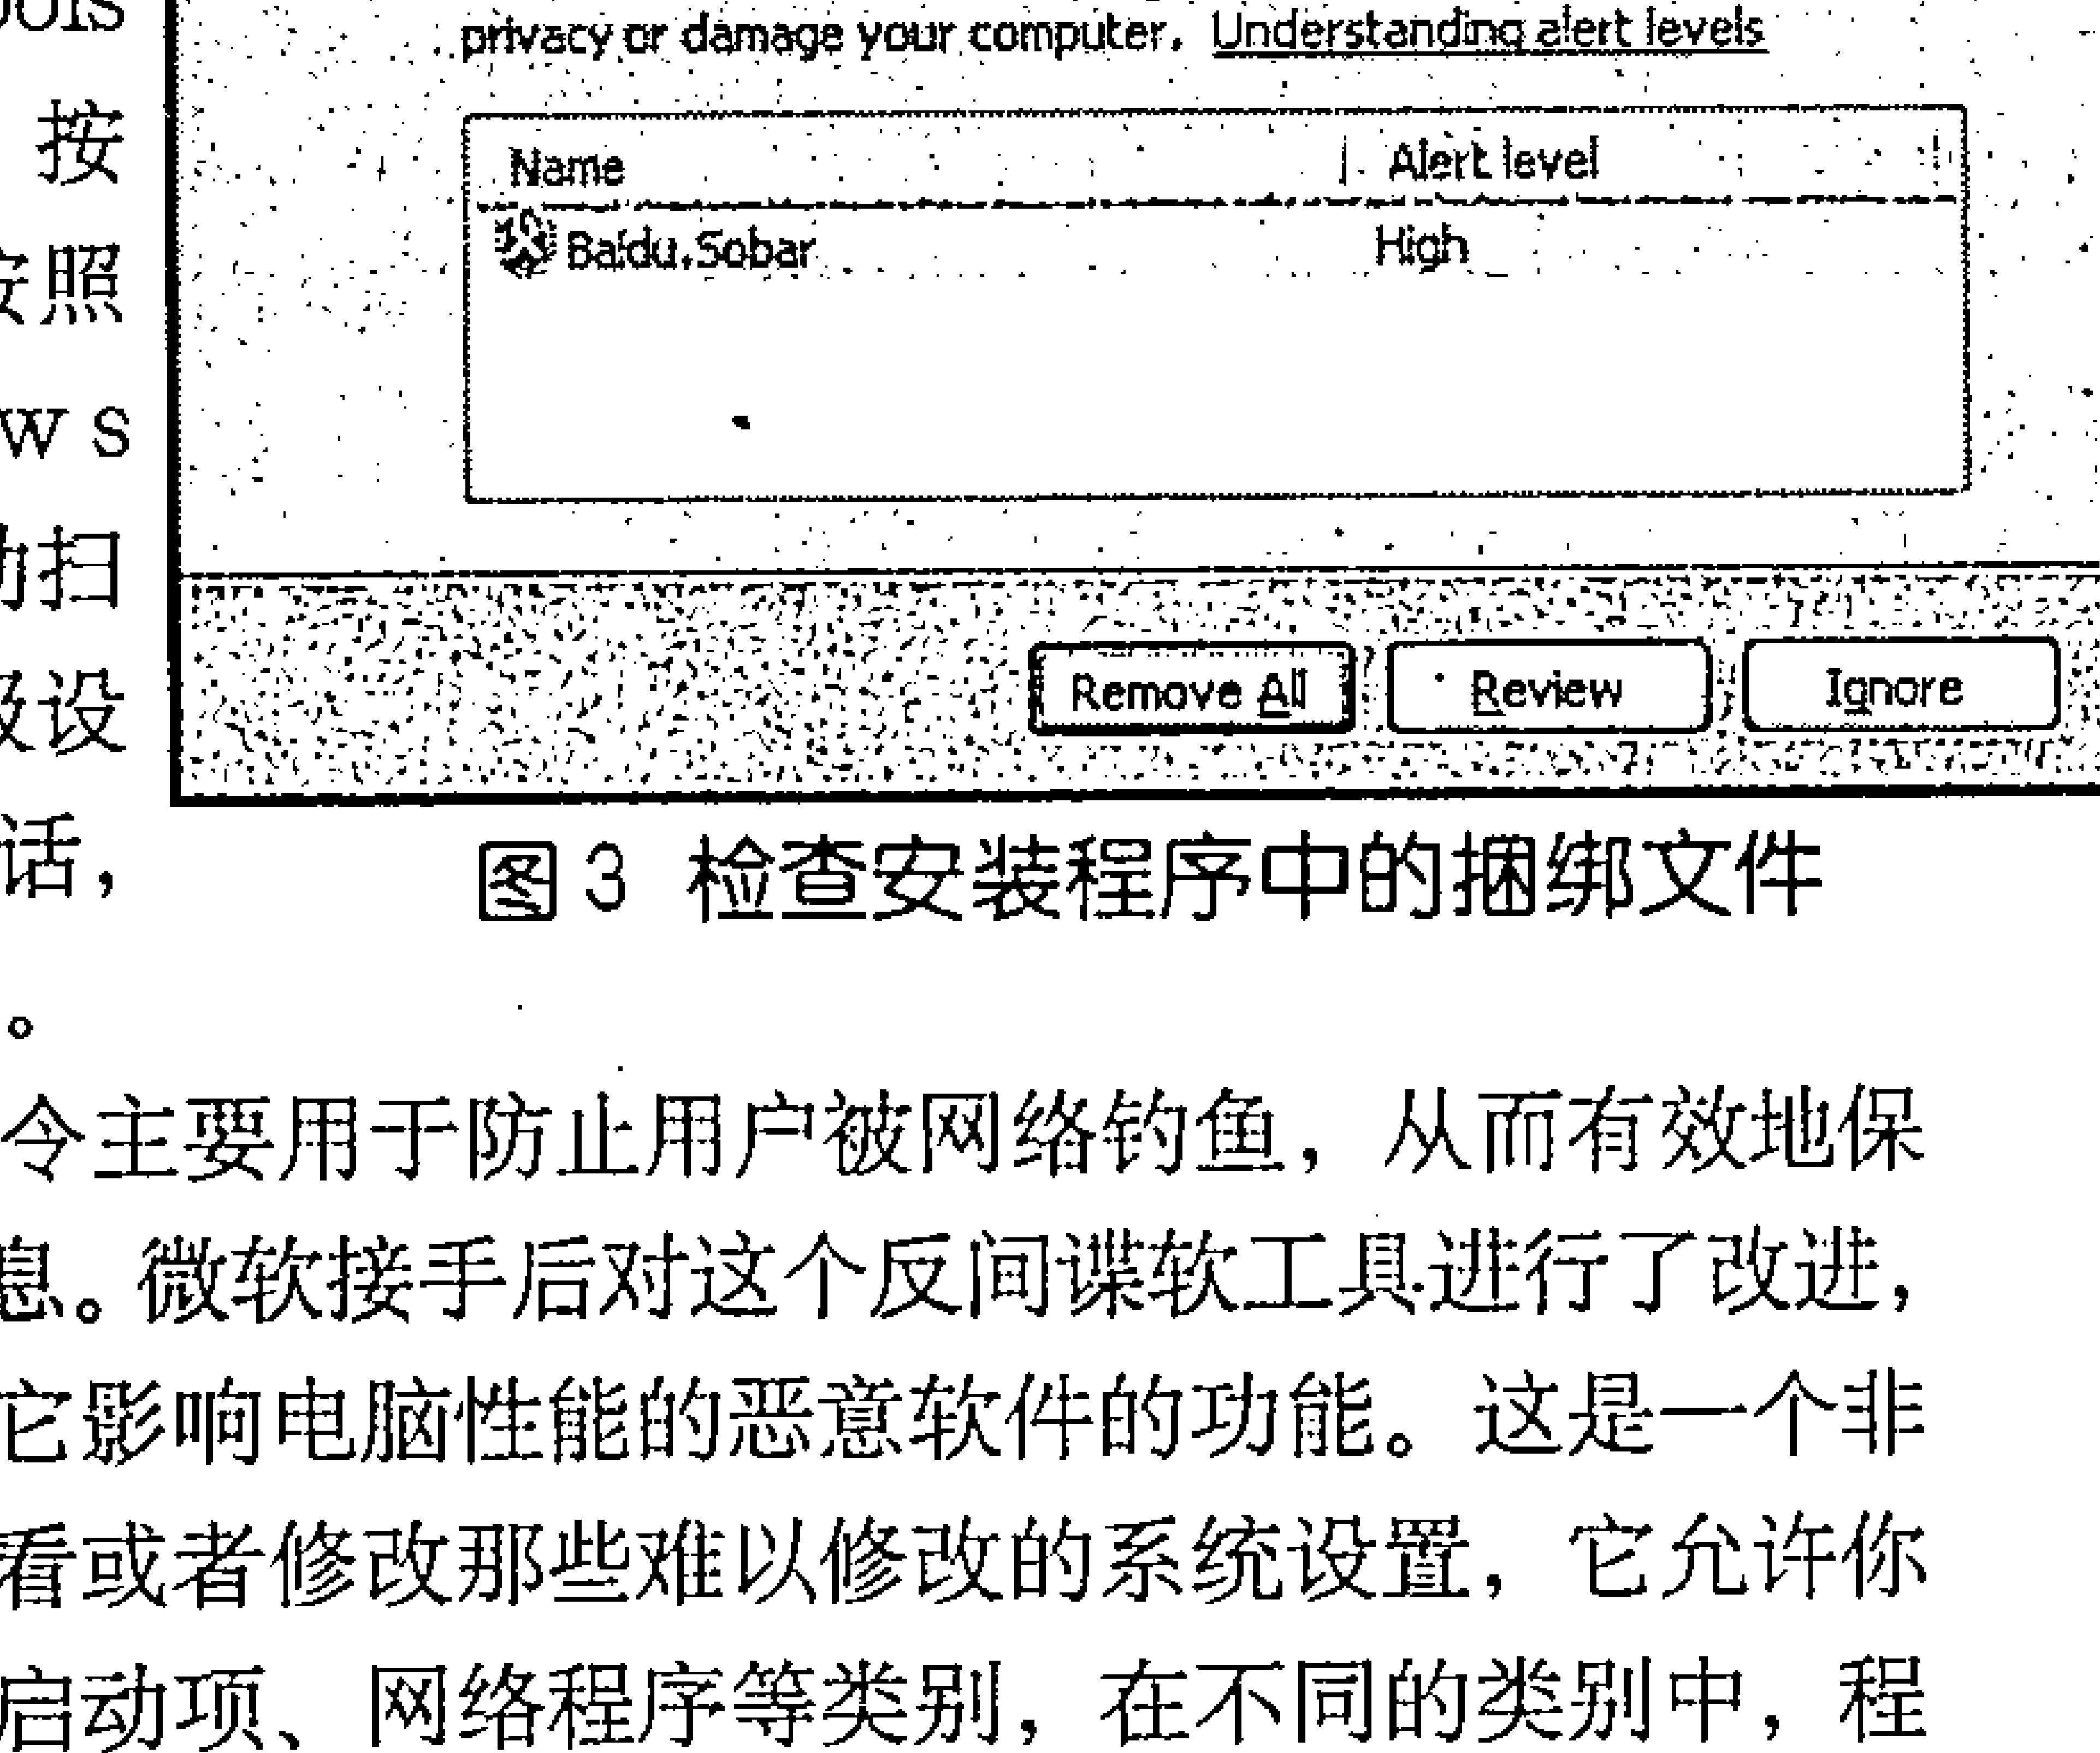 ools
按
按照
ws
动扫
级设
话，
。
privacy or damage your computer. Understanding alert levels
Name Alert level
Baidu.Sobar High
Remove All Review Ignore
图 3 检查安装程序中的捆绑文件
令主要用于防止用户被网络钓鱼，从而有效地保
息。微软接手后对这个反间谍软工具进行了改进，
它影响电脑性能的恶意软件的功能。这是一个非
看或者修改那些难以修改的系统设置，它允许你
启动项、网络程序等类别，在不同的类别中，程